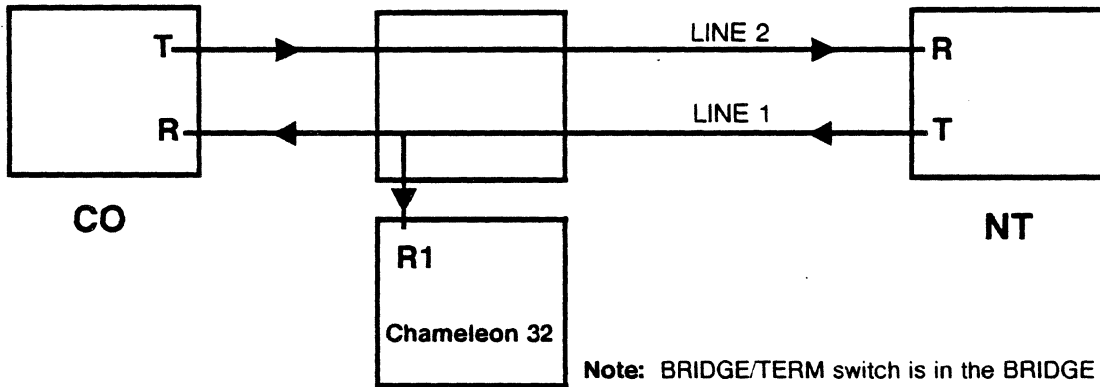 T
LINE 2
R
R
LINE 1
T
CO
NT
R1
Chameleon 32
Note: BRIDGE/TERM switch is in the BRIDGE